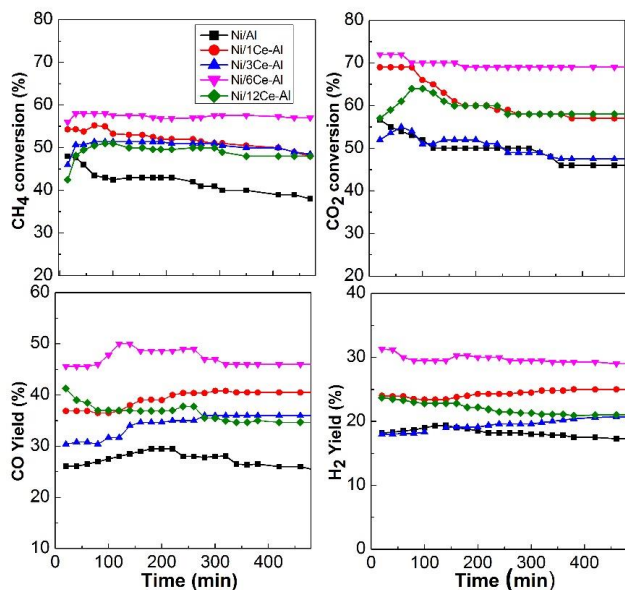 80
70
60
50
40
30
20
CH₄ conversion (%)
Ni/Al
Ni/1Ce-Al
Ni/3Ce-Al
Ni/6Ce-Al
Ni/12Ce-Al
80
70
60
50
40
30
20
CO₂ conversion (%)
60
50
40
30
20
10
CO Yield (%)
0 100 200 300 400
Time (min)
40
30
20
10
0
H₂ Yield (%)
0 100 200 300 400
Time (min)